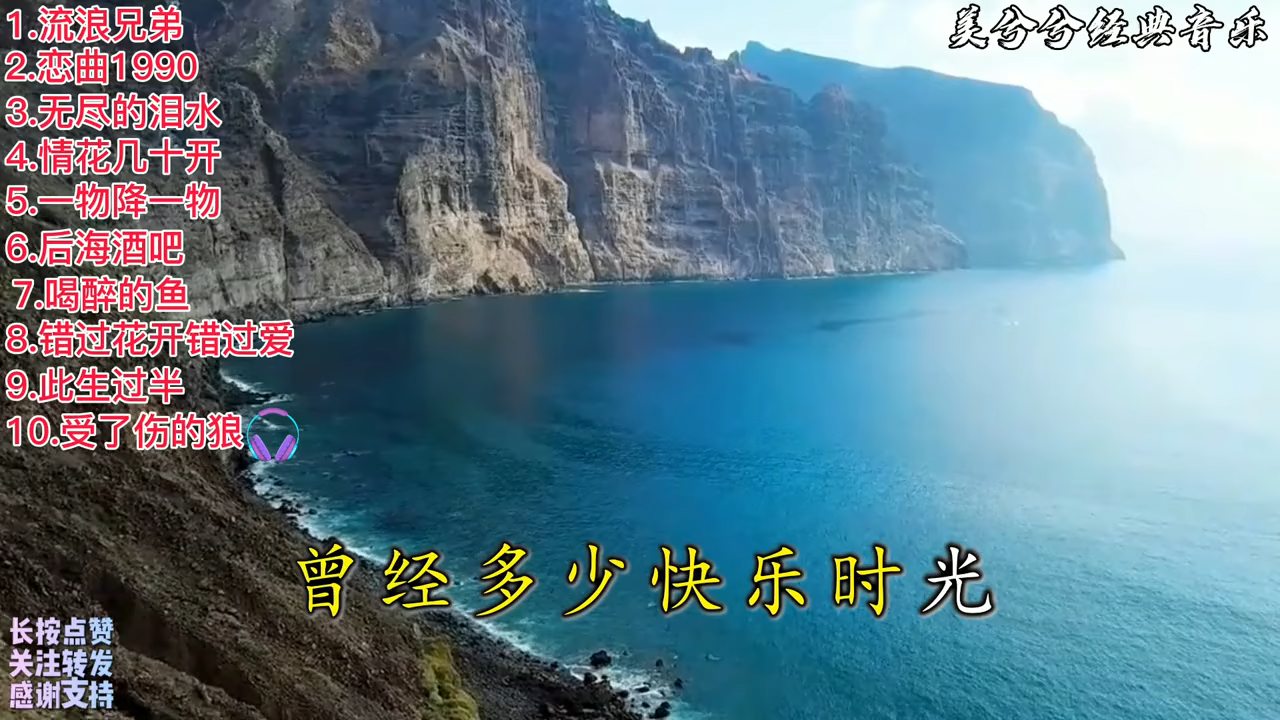 1.流浪兄弟
2.恋曲1990
3.无尽的泪水
4.情花几十开
5.一物降一物
6.后海酒吧
7.喝醉的鱼
8.错过花开错过爱
9.此生过半
10.受了伤的狼
美兮兮经典音乐
曾经多少快乐时光
长按点赞
关注转发
感谢支持